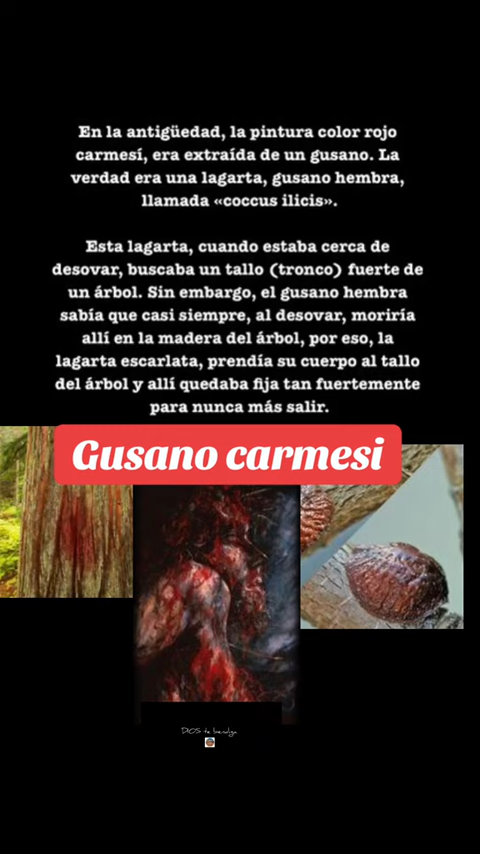 En la antigüedad, la pintura color rojo
carmesí, era extraída de un gusano. La
verdad era una lagarta, gusano hembra,
llamada «coccus ilicis».
Esta lagarta, cuando estaba cerca de
desovar, buscaba un tallo (tronco) fuerte de
un árbol. Sin embargo, el gusano hembra
sabía que casi siempre, al desovar, moriría
allí en la madera del árbol, por eso, la
lagarta escarlata, prendía su cuerpo al tallo
del árbol y allí quedaba fija tan fuertemente
para nunca más salir.
Gusano carmesi
DIOS te bendiga